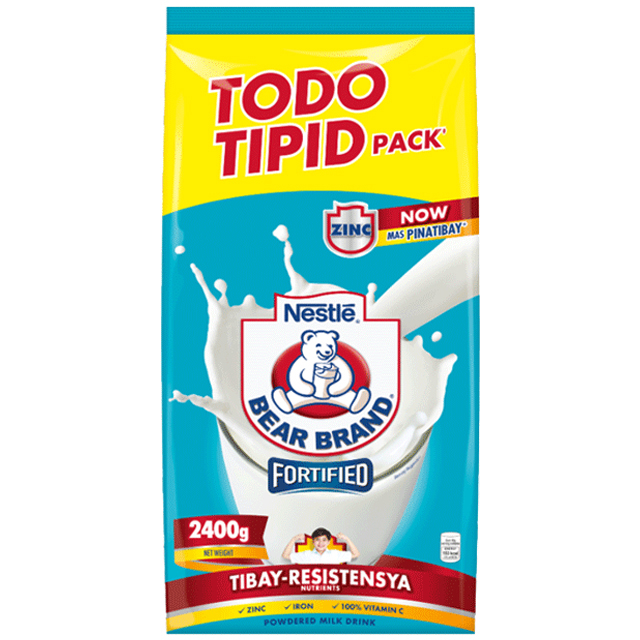 TODO
TIPID PACK
ZINC
NOW
MAS PINATIBAY*
Nestlé
BEAR BRAND
FORTIFIED
2400g
NET WEIGHT
TIBAY-RESISTENSYA
NUTRIENTS
✓ ZINC ✓ IRON ✓ 100% VITAMIN C
POWDERED MILK DRINK